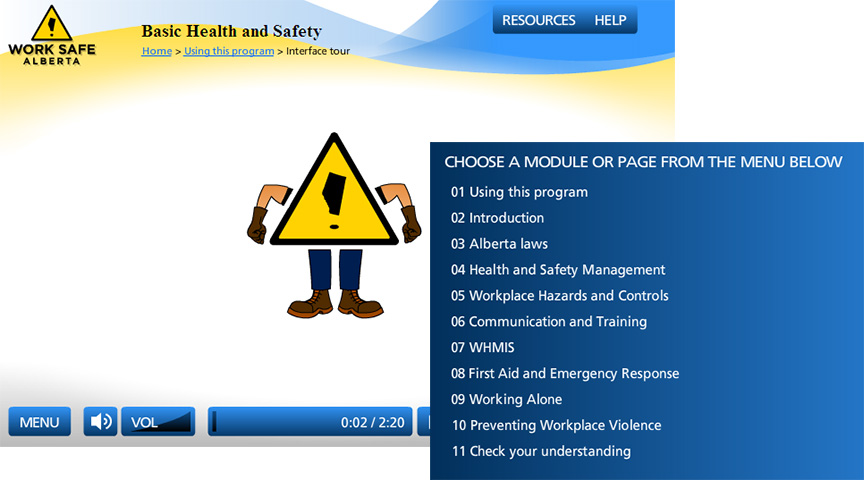 WORK SAFE
ALBERTA
Basic Health and Safety
Home > Using this program > Interface tour
RESOURCES HELP
CHOOSE A MODULE OR PAGE FROM THE MENU BELOW
01 Using this program
02 Introduction
03 Alberta laws
04 Health and Safety Management
05 Workplace Hazards and Controls
06 Communication and Training
07 WHMIS
08 First Aid and Emergency Response
09 Working Alone
10 Preventing Workplace Violence
11 Check your understanding
MENU VOL 0:02 / 2:20